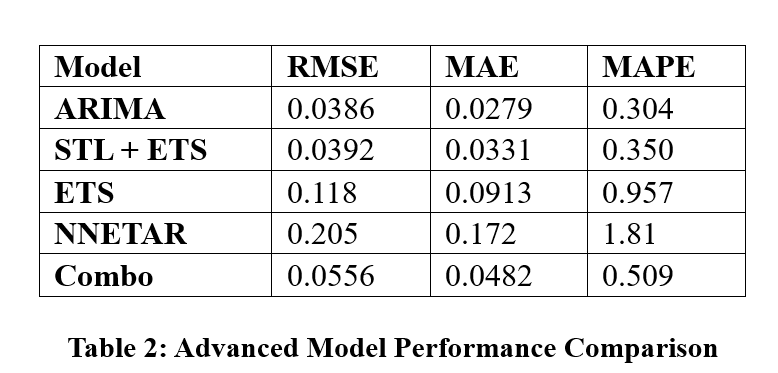 Model RMSE MAE MAPE
ARIMA 0.0386 0.0279 0.304
STL + ETS 0.0392 0.0331 0.350
ETS 0.118 0.0913 0.957
NNETAR 0.205 0.172 1.81
Combo 0.0556 0.0482 0.509
Table 2: Advanced Model Performance Comparison